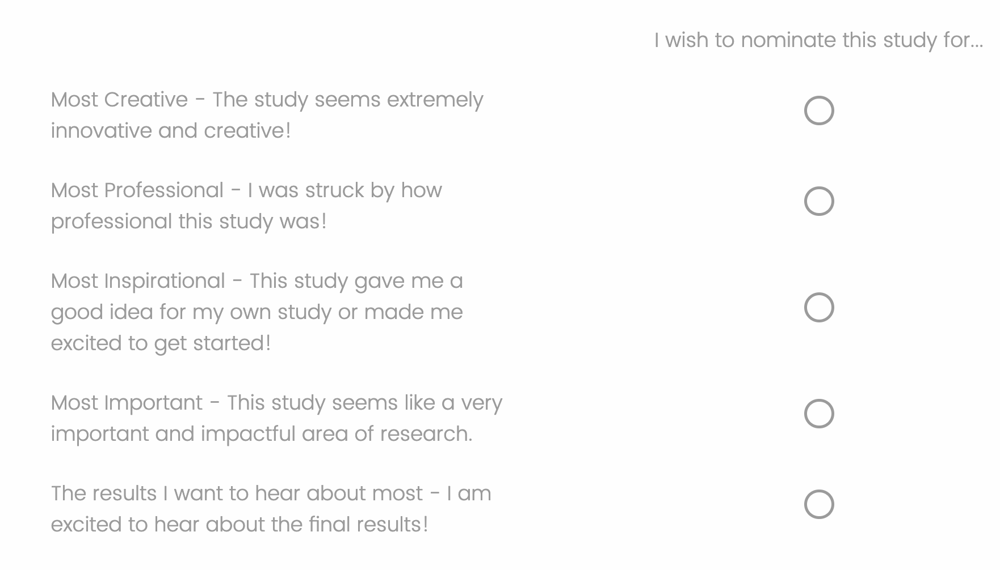 I wish to nominate this study for...
Most Creative - The study seems extremely
innovative and creative!
Most Professional - I was struck by how
professional this study was!
Most Inspirational - This study gave me a
good idea for my own study or made me
excited to get started!
Most Important - This study seems like a very
important and impactful area of research.
The results I want to hear about most - I am
excited to hear about the final results!